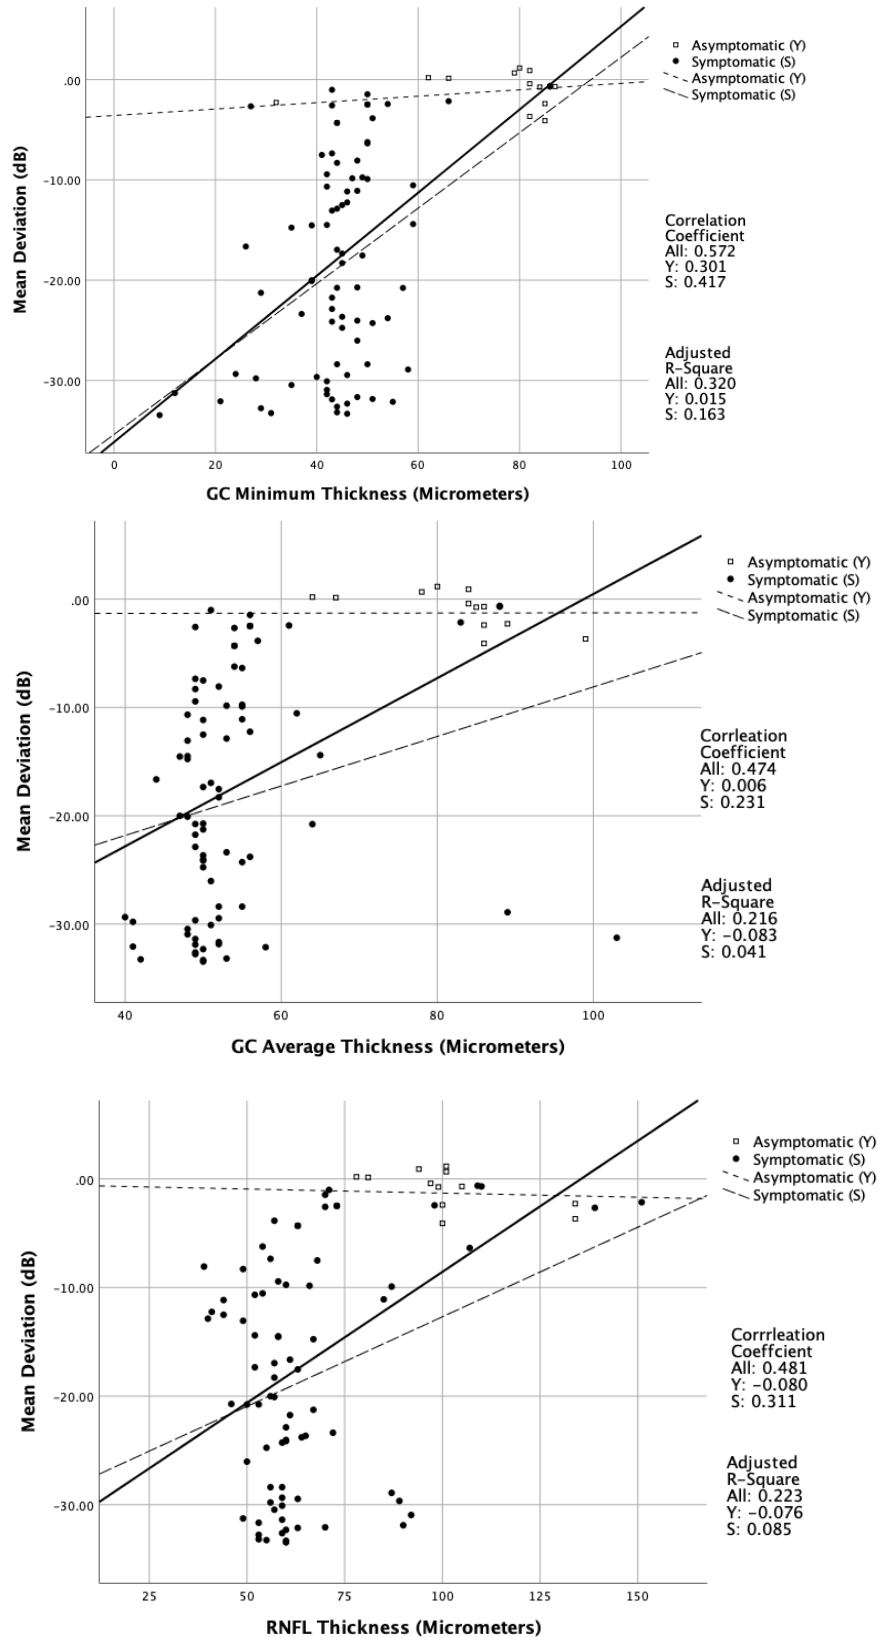 .00
-10.00
-20.00
-30.00
Mean Deviation (dB)
0 20 40 60 80 100
GC Minimum Thickness (Micrometers)
Asymptomatic (Y)
Symptomatic (S)
Asymptomatic (Y)
Symptomatic (S)
Correlation
Coefficient
All: 0.572
Y: 0.301
S: 0.417
Adjusted
R-Square
All: 0.320
Y: 0.015
S: 0.163
.00
-10.00
-20.00
-30.00
Mean Deviation (dB)
40 60 80 100
GC Average Thickness (Micrometers)
Asymptomatic (Y)
Symptomatic (S)
Asymptomatic (Y)
Symptomatic (S)
Corrleation
Coefficient
All: 0.474
Y: 0.006
S: 0.231
Adjusted
R-Square
All: 0.216
Y: -0.083
S: 0.041
.00
-10.00
-20.00
-30.00
Mean Deviation (dB)
25 50 75 100 125 150
RNFL Thickness (Micrometers)
Asymptomatic (Y)
Symptomatic (S)
Asymptomatic (Y)
Symptomatic (S)
Corrrleation
Coeffcient
All: 0.481
Y: -0.080
S: 0.311
Adjusted
R-Square
All: 0.223
Y: -0.076
S: 0.085